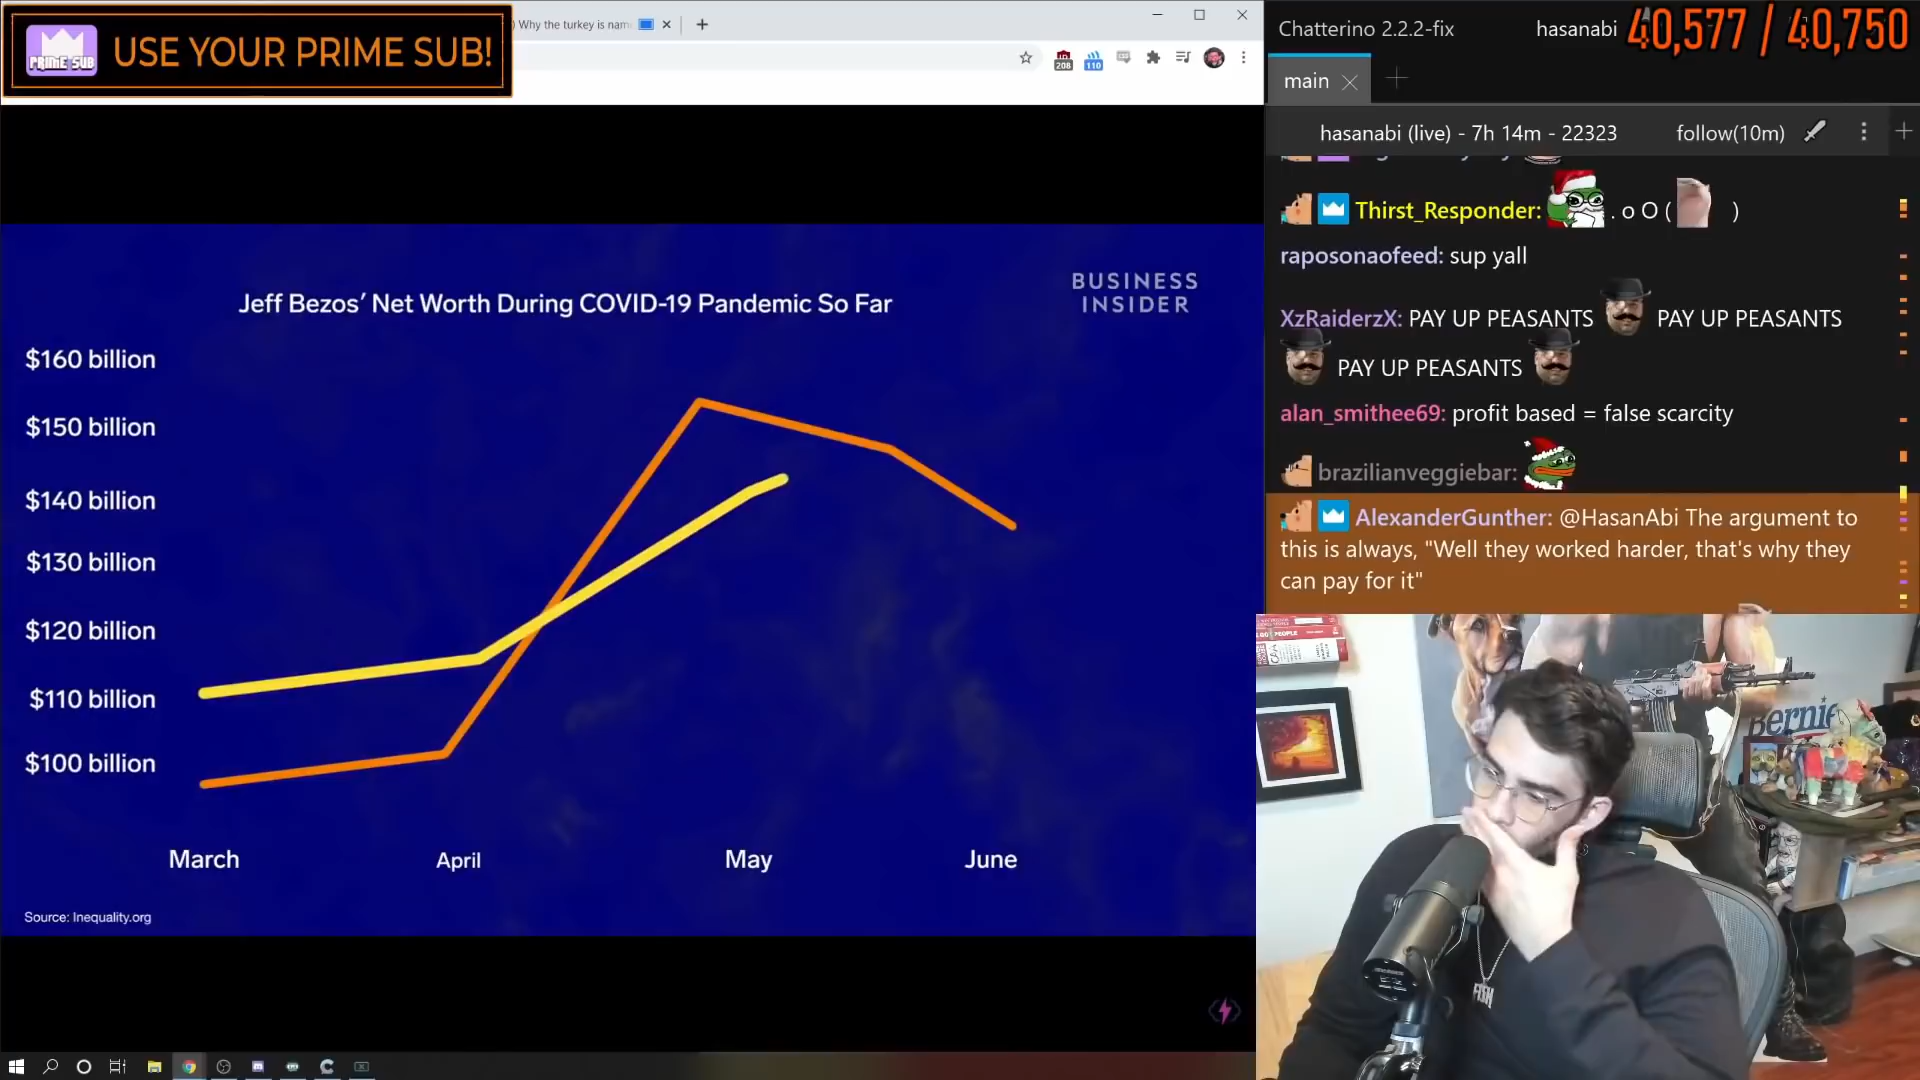 PRIME SUB
USE YOUR PRIME SUB!
Why the turkey is nam
208
110
Jeff Bezos’ Net Worth During COVID-19 Pandemic So Far
BUSINESS
INSIDER
$160 billion
$150 billion
$140 billion
$130 billion
$120 billion
$110 billion
$100 billion
March
April
May
June
Source: Inequality.org
Chatterino 2.2.2-fix
hasanabi
40,577 / 40,750
main
hasanabi (live) - 7h 14m - 22323
follow(10m)
Thirst_Responder: . o O ( )
raposonaofeed: sup yall
XzRaiderzX: PAY UP PEASANTS PAY UP PEASANTS
PAY UP PEASANTS
alan_smithee69: profit based = false scarcity
brazilianveggiebar:
AlexanderGunther: @HasanAbi The argument to
this is always, "Well they worked harder, that's why they
can pay for it"
PEOPLE
Bernie